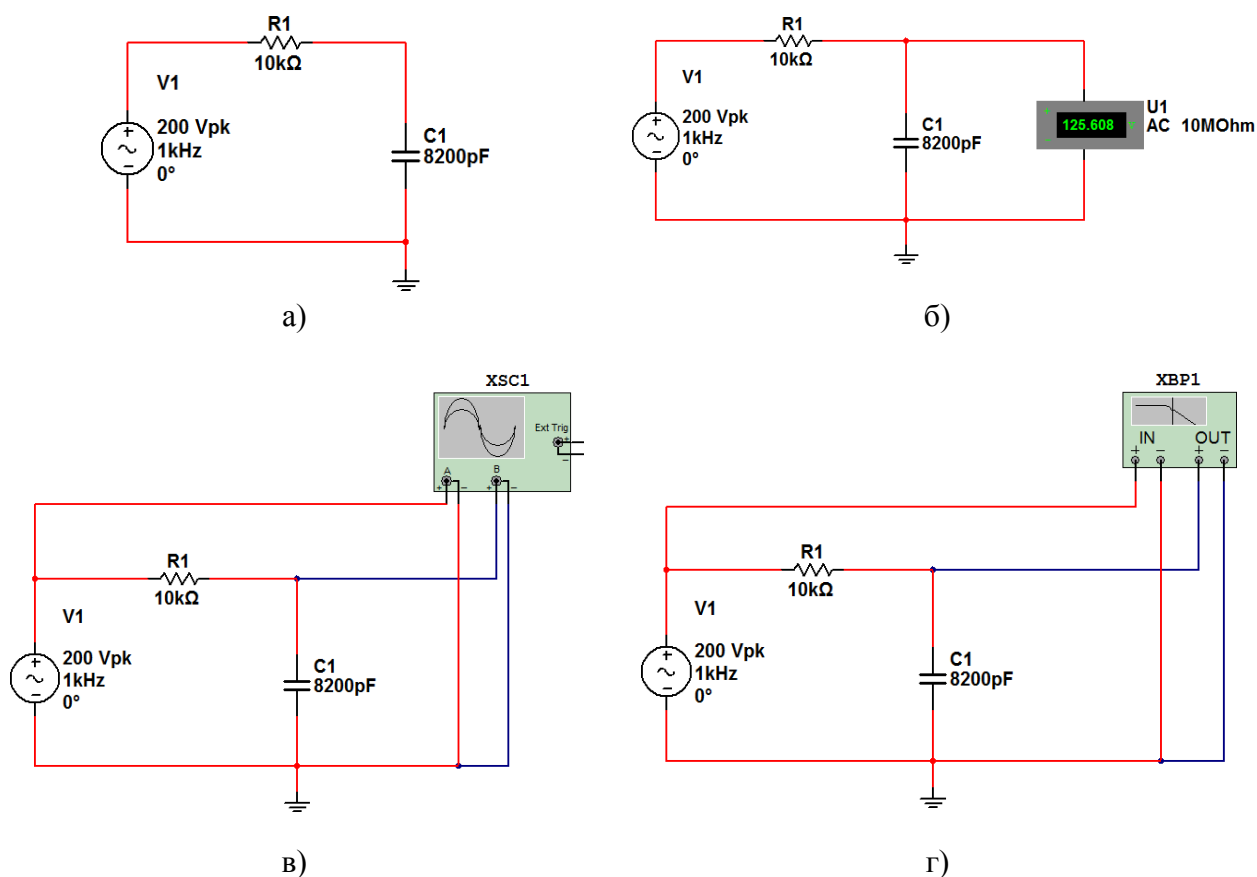 R1
10kΩ
V1
200 Vpk
1kHz
0°
C1
8200pF
а)
R1
10kΩ
V1
200 Vpk
1kHz
0°
C1
8200pF
125.608
U1
AC 10MOhm
б)
XSC1
Ext Trig
A
B
R1
10kΩ
V1
200 Vpk
1kHz
0°
C1
8200pF
в)
XBP1
IN OUT
R1
10kΩ
V1
200 Vpk
1kHz
0°
C1
8200pF
г)